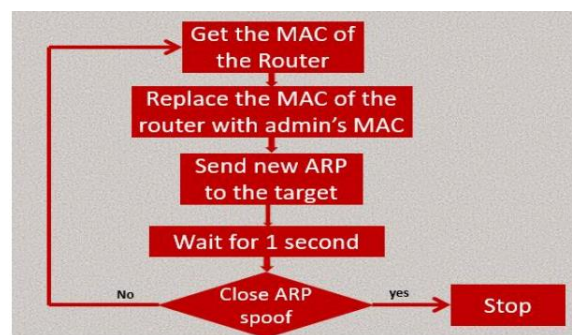 Get the MAC of
the Router
Replace the MAC of the
router with admin's MAC
Send new ARP
to the target
Wait for 1 second
No
Close ARP
spoof
yes
Stop